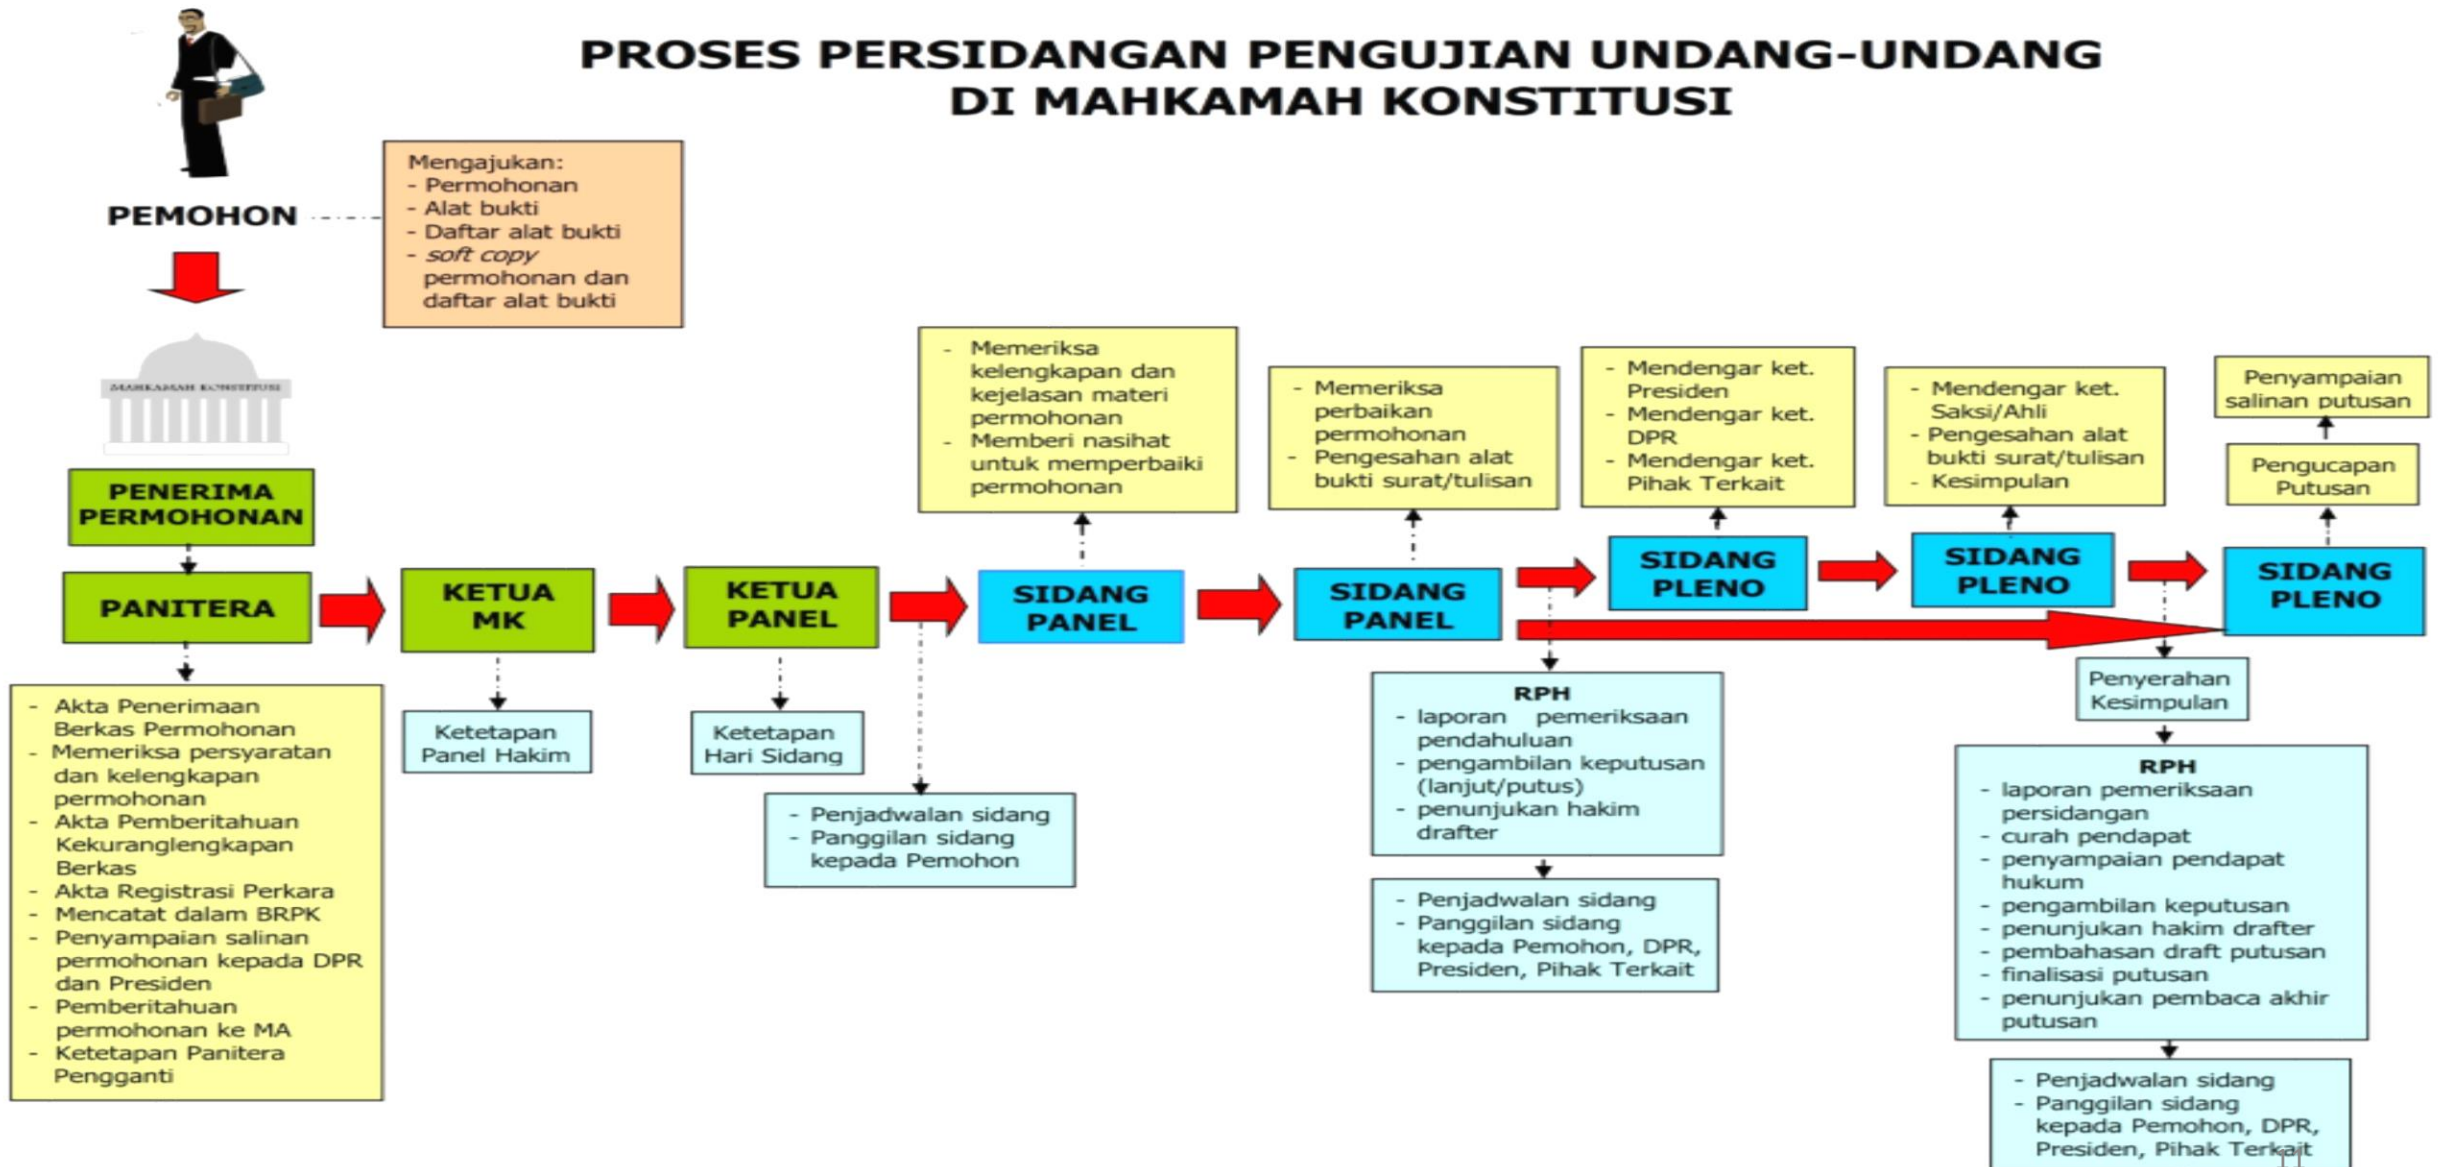 PROSES PERSIDANGAN PENGUJIAN UNDANG-UNDANG
DI MAHKAMAH KONSTITUSI
PEMOHON
Mengajukan:
- Permohonan
- Alat bukti
- Daftar alat bukti
- soft copy
permohonan dan
daftar alat bukti
MAHKAMAH KONSTITUSI
PENERIMA
PERMOHONAN
PANITERA
- Akta Penerimaan
Berkas Permohonan
- Memeriksa persyaratan
dan kelengkapan
permohonan
- Akta Pemberitahuan
Kekuranglengkapan
Berkas
- Akta Registrasi Perkara
- Mencatat dalam BRPK
- Penyampaian salinan
permohonan kepada DPR
dan Presiden
- Pemberitahuan
permohonan ke MA
- Ketetapan Panitera
Pengganti
KETUA
MK
Ketetapan
Panel Hakim
KETUA
PANEL
Ketetapan
Hari Sidang
- Penjadwalan sidang
- Panggilan sidang
kepada Pemohon
- Memeriksa
kelengkapan dan
kejelasan materi
permohonan
- Memberi nasihat
untuk memperbaiki
permohonan
SIDANG
PANEL
- Memeriksa
perbaikan
permohonan
- Pengesahan alat
bukti surat/tulisan
SIDANG
PANEL
RPH
- laporan pemeriksaan
pendahuluan
- pengambilan keputusan
(lanjut/putus)
- penunjukan hakim
drafter
- Penjadwalan sidang
- Panggilan sidang
kepada Pemohon, DPR,
Presiden, Pihak Terkait
- Mendengar ket.
Presiden
- Mendengar ket.
DPR
- Mendengar ket.
Pihak Terkait
SIDANG
PLENO
- Mendengar ket.
Saksi/Ahli
- Pengesahan alat
bukti surat/tulisan
- Kesimpulan
SIDANG
PLENO
Penyerahan
Kesimpulan
RPH
- laporan pemeriksaan
persidangan
- curah pendapat
- penyampaian pendapat
hukum
- pengambilan keputusan
- penunjukan hakim drafter
- pembahasan draft putusan
- finalisasi putusan
- penunjukan pembaca akhir
putusan
- Penjadwalan sidang
- Panggilan sidang
kepada Pemohon, DPR,
Presiden, Pihak Terkait
Penyampaian
salinan putusan
Pengucapan
Putusan
SIDANG
PLENO